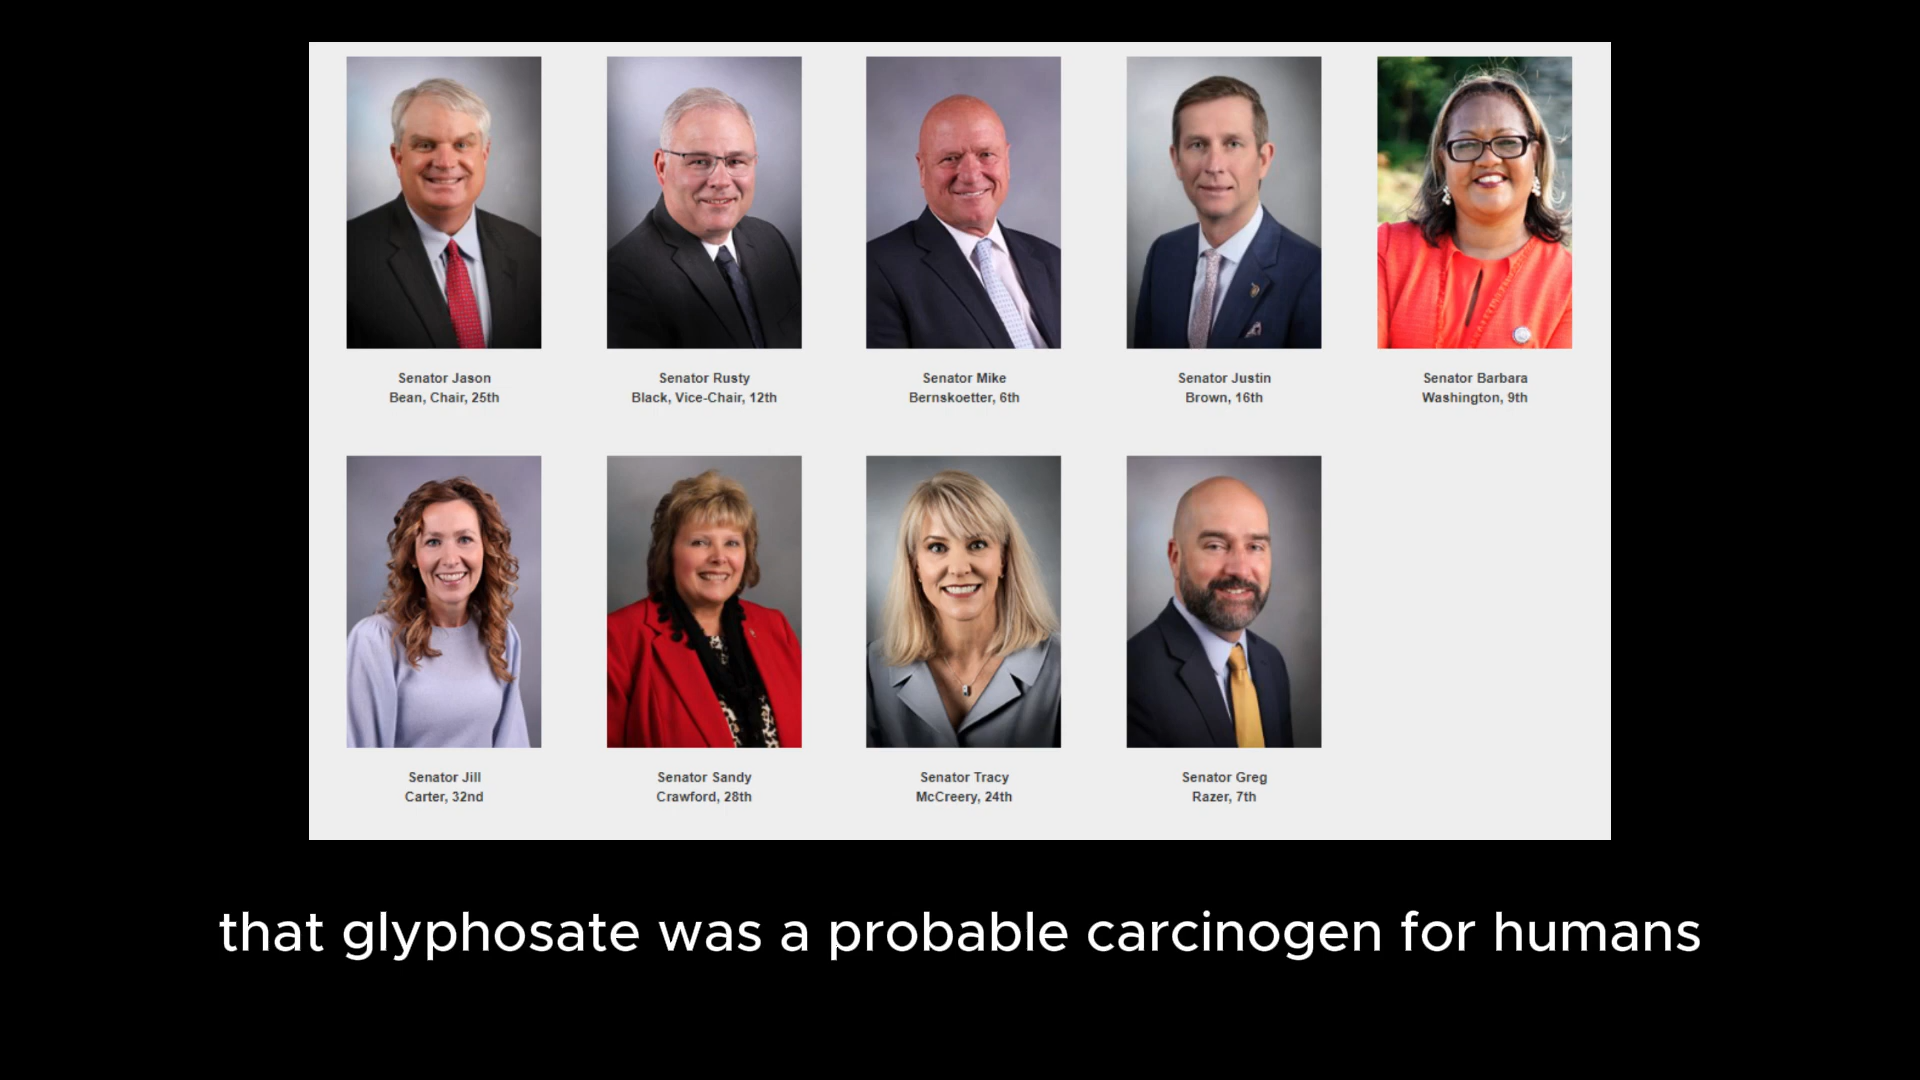 Senator Jason
Bean, Chair, 25th
Senator Rusty
Black, Vice-Chair, 12th
Senator Mike
Bernskoetter, 6th
Senator Justin
Brown, 16th
Senator Barbara
Washington, 9th
Senator Jill
Carter, 32nd
Senator Sandy
Crawford, 28th
Senator Tracy
McCreery, 24th
Senator Greg
Razer, 7th
that glyphosate was a probable carcinogen for humans